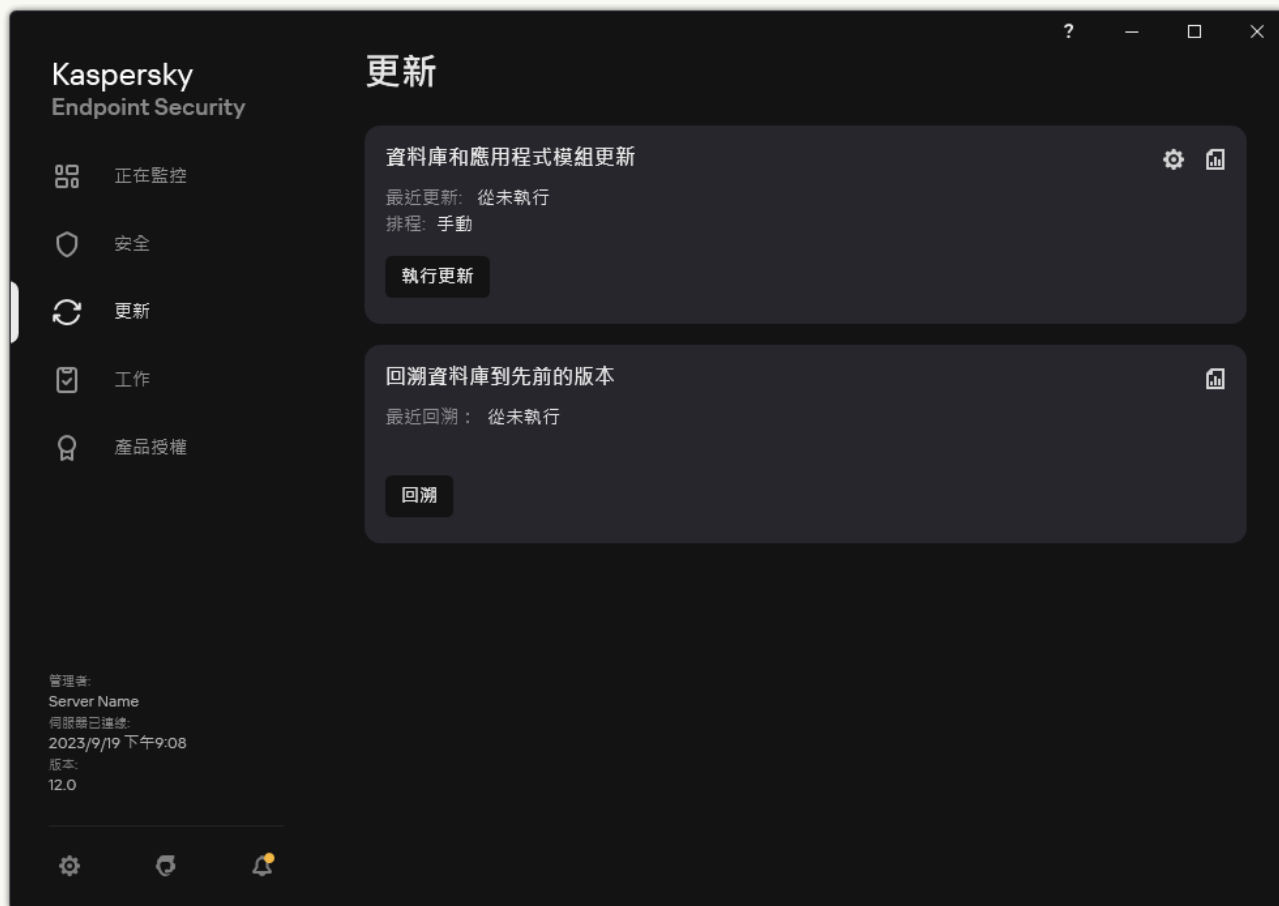 ?
Kaspersky
Endpoint Security
正在監控
安全
更新
工作
產品授權
管理者:
Server Name
伺服器已連線:
2023/9/19 下午9:08
版本:
12.0
更新
資料庫和應用程式模組更新
最近更新: 從未執行
排程: 手動
執行更新
回溯資料庫到先前的版本
最近回溯： 從未執行
回溯